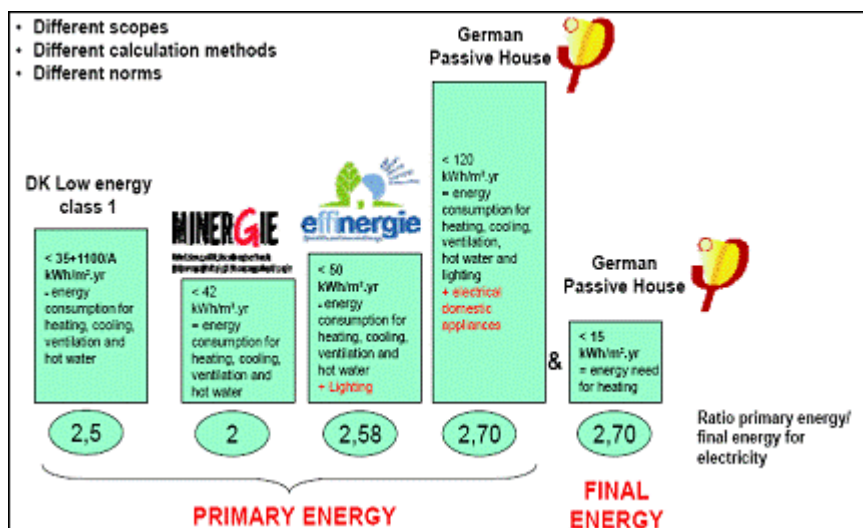 • Different scopes
• Different calculation methods
• Different norms
German
Passive House
DK Low energy
class 1
MINERGIE
effinergie
German
Passive House
< 35+1100/A
kWh/m².yr
- energy
consumption for
heating, cooling,
ventilation and
hot water
< 42
kWh/m².yr
= energy
consumption for
heating, cooling,
ventilation and
hot water
< 50
kWh/m².yr
- energy
consumption for
heating, cooling,
ventilation and
hot water
+ Lighting
< 120
kWh/m².yr
= energy
consumption for
heating, cooling,
ventilation,
hot water and
lighting
+ electrical
domestic
appliances
&
< 15
kWh/m².yr
= energy need
for heating
2,5
2
2,58
2,70
2,70
Ratio primary energy/
final energy for
electricity
PRIMARY ENERGY
FINAL
ENERGY